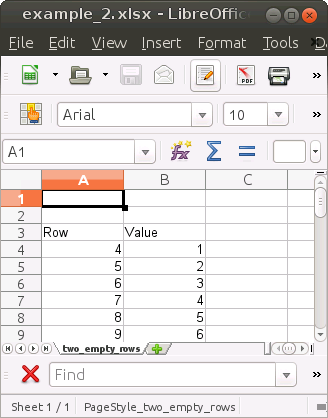 example_2.xlsx - LibreOffic
File Edit View Insert Format Tools
PDF
Arial 10
A1
A B C
1
2
3 Row Value
4 4 1
5 5 2
6 6 3
7 7 4
8 8 5
9 9 6
two_empty_rows
Find
Sheet 1 / 1 PageStyle_two_empty_rows